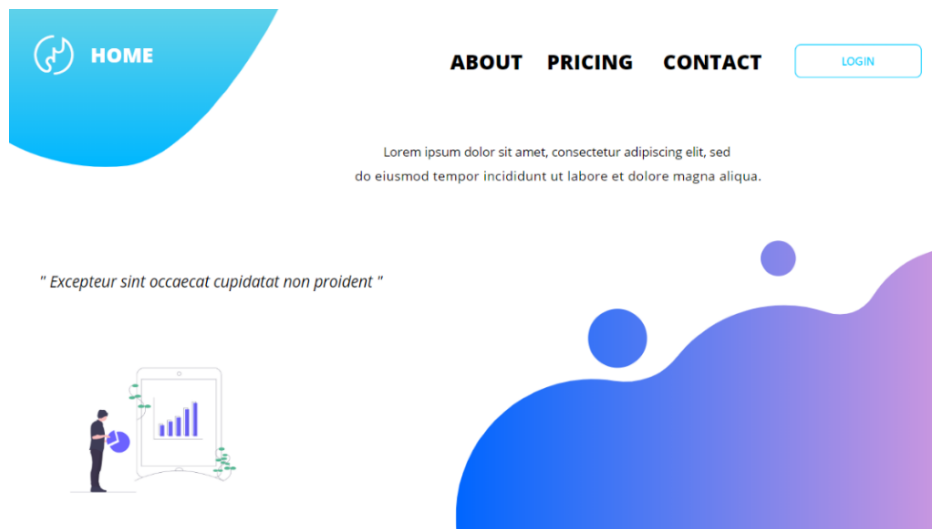 HOME
ABOUT PRICING CONTACT LOGIN
Lorem ipsum dolor sit amet, consectetur adipiscing elit, sed
do eiusmod tempor incididunt ut labore et dolore magna aliqua.
" Excepteur sint occaecat cupidatat non proident "